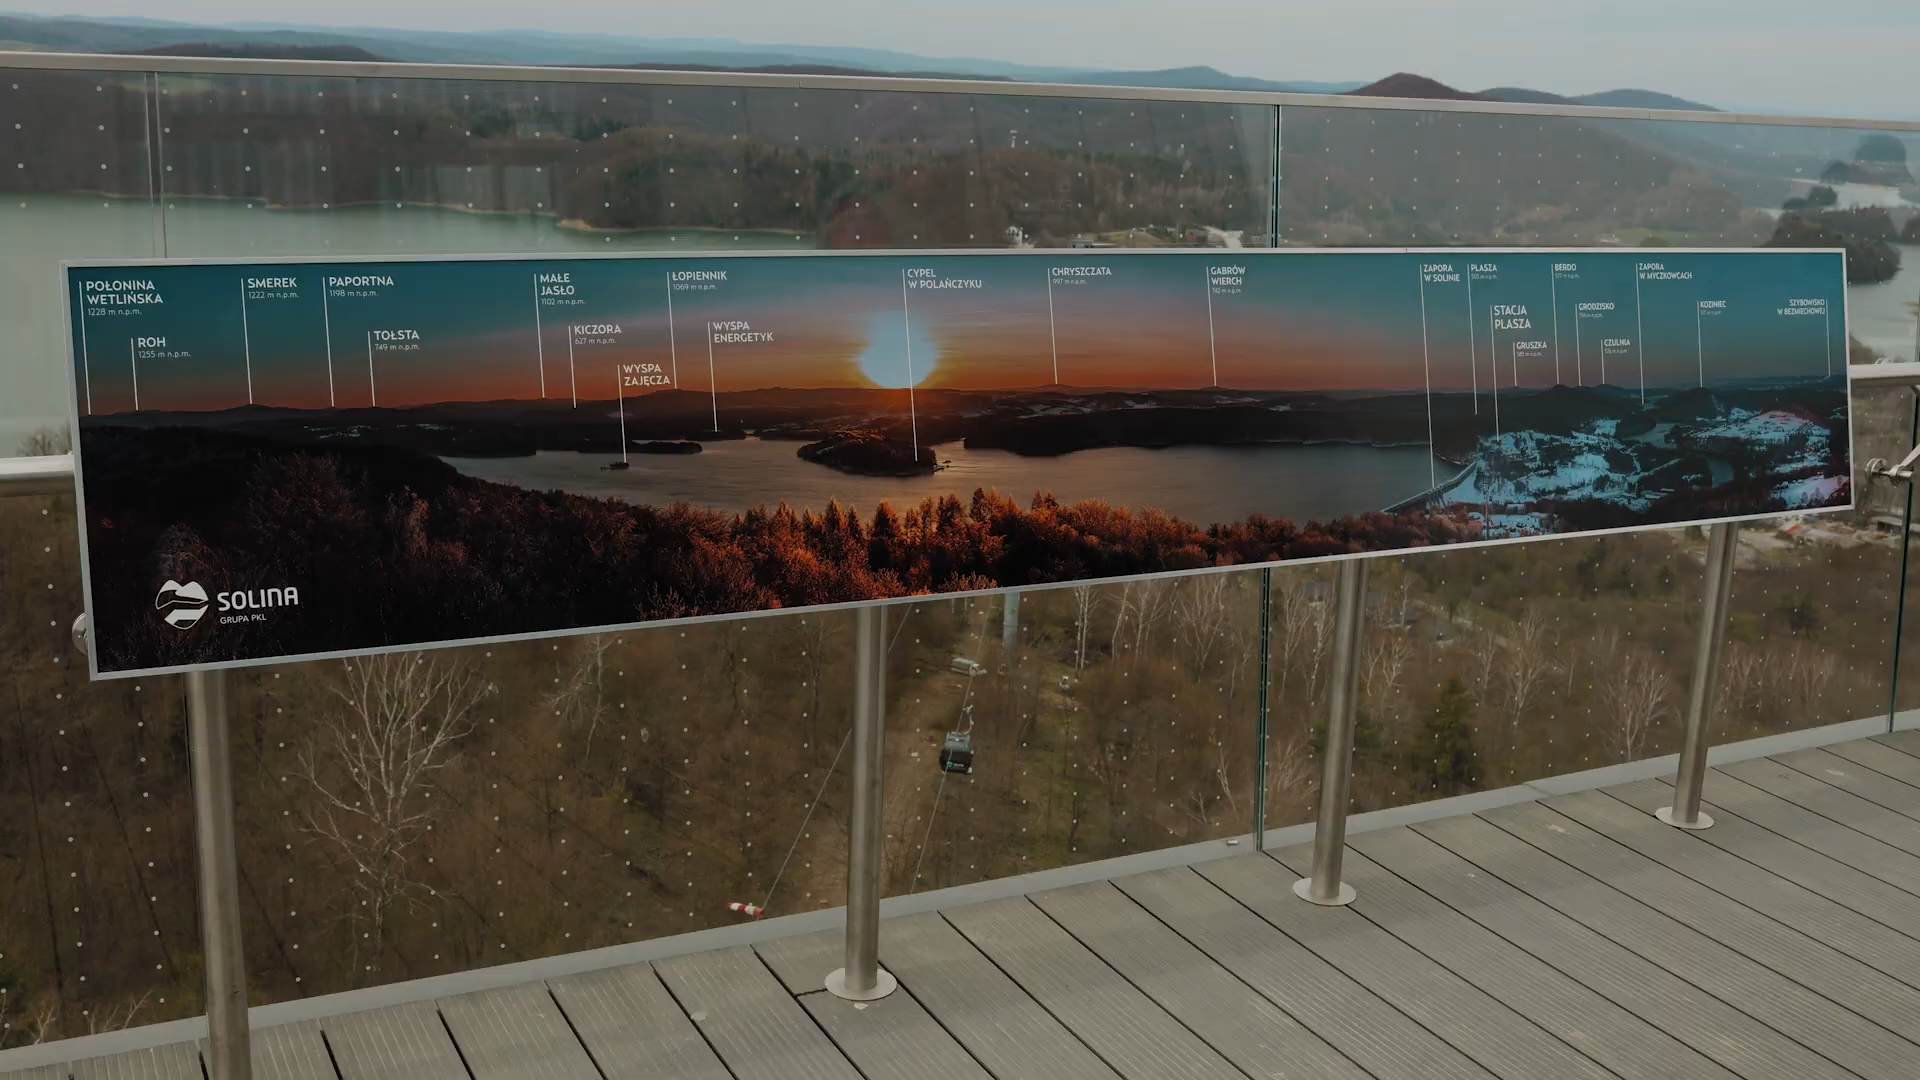 POŁONINA
WETLIŃSKA
1228 m n.p.m.
ROH
1255 m n.p.m.
SMEREK
1222 m n.p.m.
PAPORTNA
1198 m n.p.m.
TOŁSTA
749 m n.p.m.
MAŁE
JASŁO
1102 m n.p.m.
KICZORA
627 m n.p.m.
WYSPA
ZAJĘCZA
ŁOPIENNIK
1069 m n.p.m.
WYSPA
ENERGETYK
CYPEL
W POLAŃCZYKU
CHRYSZCZATA
997 m n.p.m.
GABRÓW
WIERCH
m n.p.m.
ZAPORA
W SOLINIE
PLASZA
STACJA
PLASZA
GRUSZKA
BERDO
GRODZISKO
CZULNIA
ZAPORA
W MYCZKOWCACH
KOZINIEC
SZYBOWISKO
W BEZMIECHOWEJ
SOLINA
GRUPA PKL